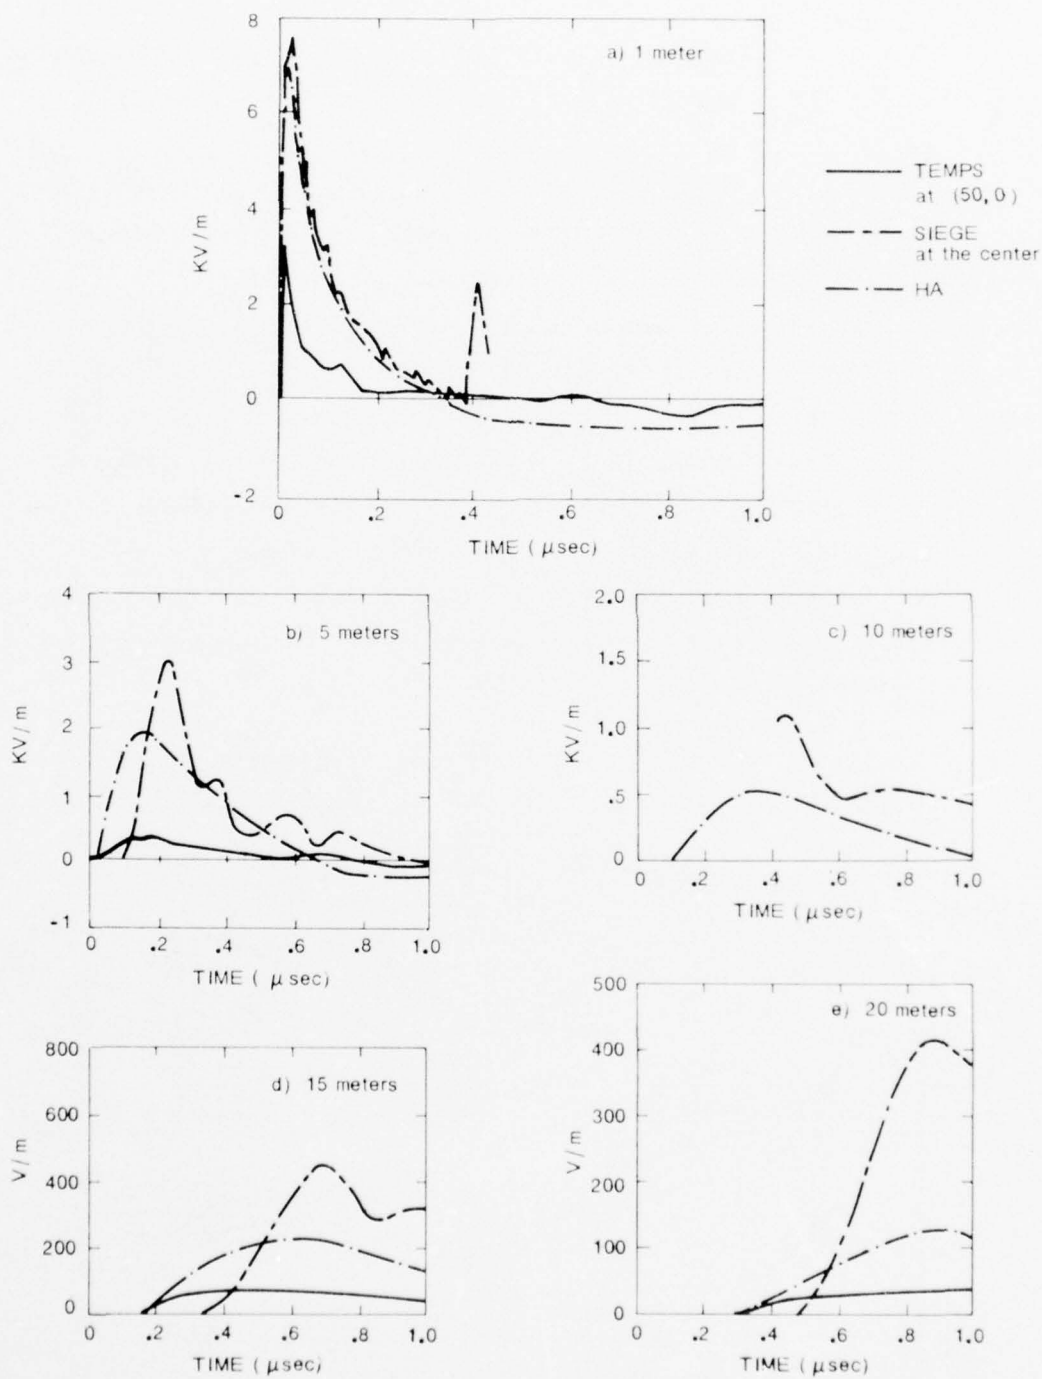 8
6
4
2
0
-2
KV/m
a) 1 meter
0 .2 .4 .6 .8 1.0
TIME ( μsec)
TEMPS
at (50,0)
SIEGE
at the center
HA
4
3
2
1
0
-1
KV/m
b) 5 meters
0 .2 .4 .6 .8 1.0
TIME ( μsec)
2.0
1.5
1.0
.5
0
KV/m
c) 10 meters
0 .2 .4 .6 .8 1.0
TIME ( μsec)
800
600
400
200
0
V/m
d) 15 meters
0 .2 .4 .6 .8 1.0
TIME ( μsec)
500
400
300
200
100
0
V/m
e) 20 meters
0 .2 .4 .6 .8 1.0
TIME ( μsec)